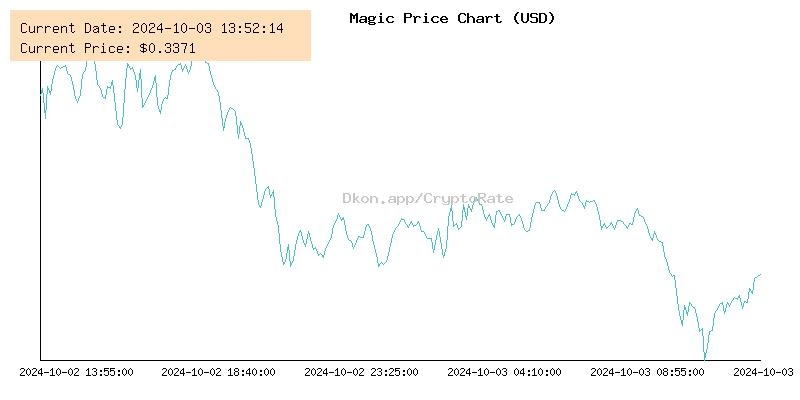 Magic Price Chart (USD)
Current Date: 2024-10-03 13:52:14
Current Price: $0.3371
Dkon.app/CryptoRate
2024-10-02 13:55:00 2024-10-02 18:40:00 2024-10-02 23:25:00 2024-10-03 04:10:00 2024-10-03 08:55:00 2024-10-03